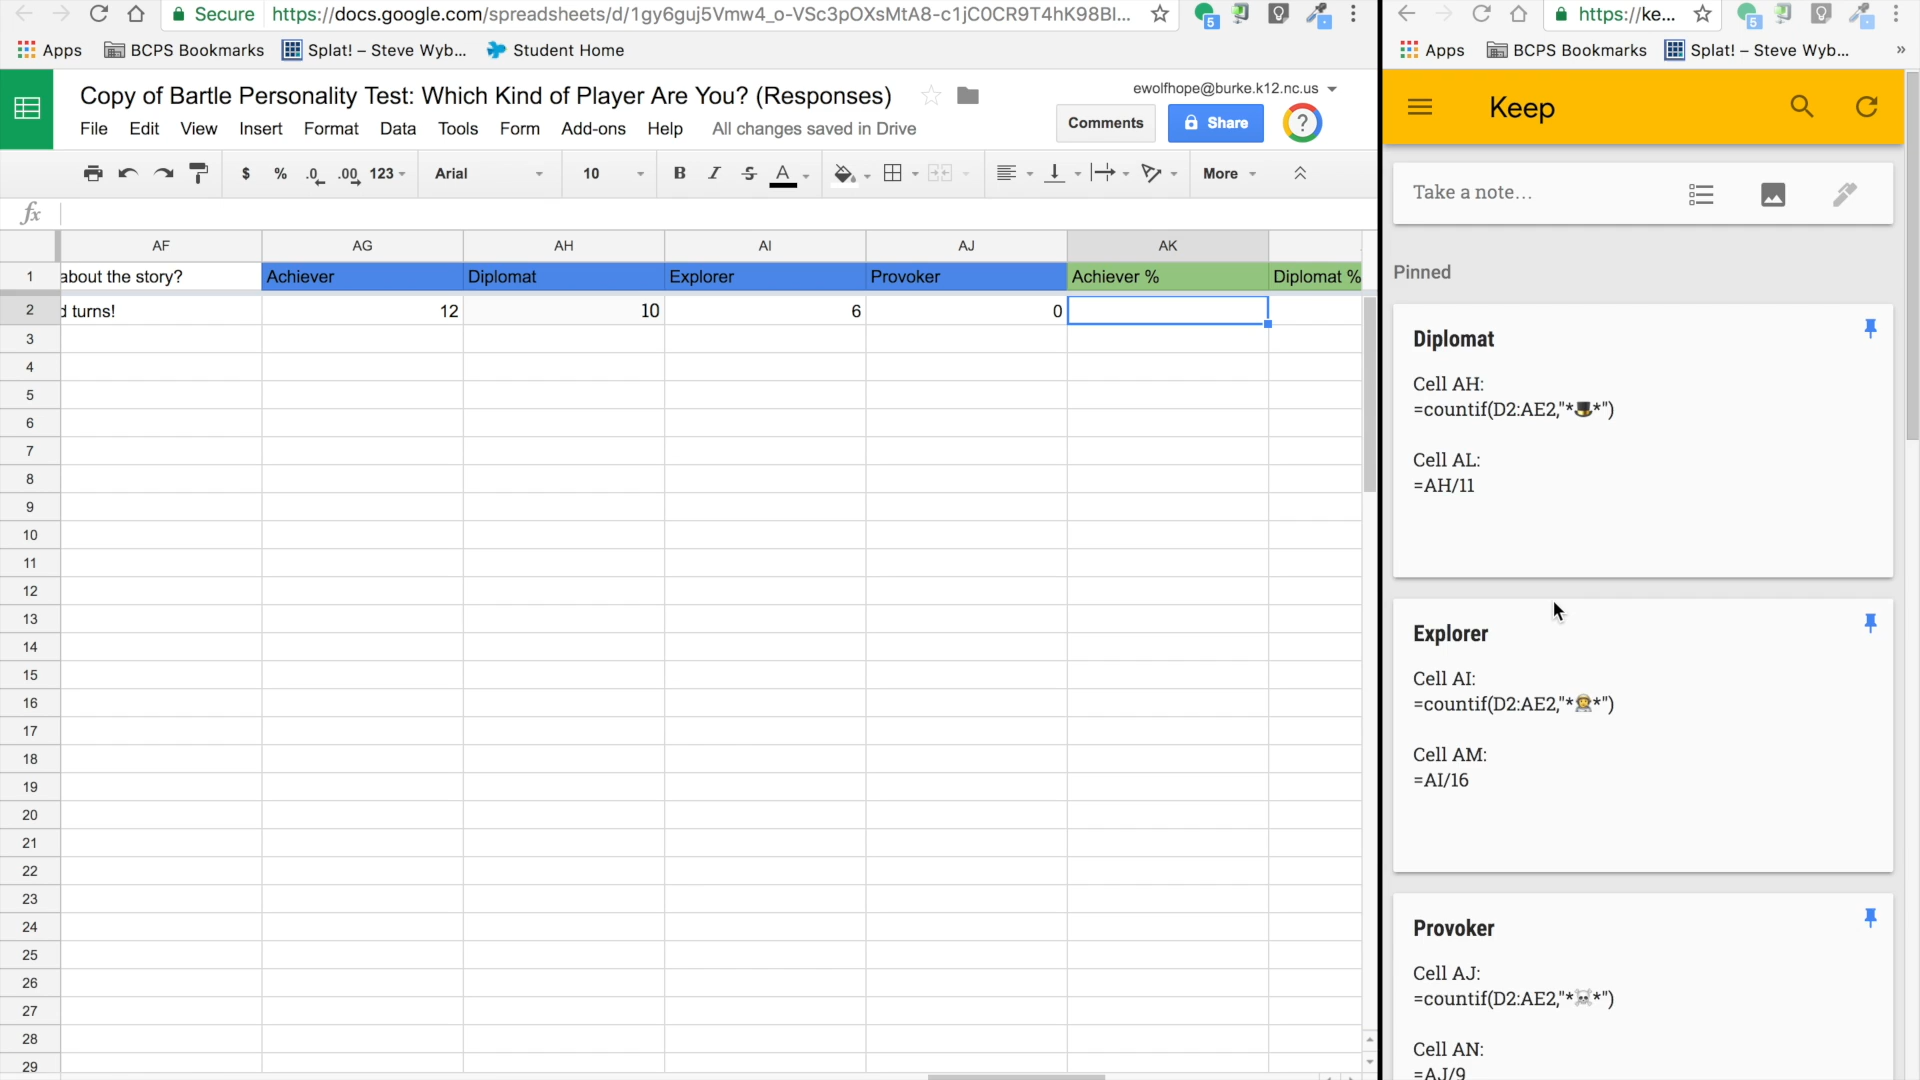 Secure https://docs.google.com/spreadsheets/d/1gy6guj5Vmw4_o-VSc3pOXsMtA8-c1jC0CR9T4hK98BI... 5
Apps BCPS Bookmarks Splat! – Steve Wyb... Student Home
Copy of Bartle Personality Test: Which Kind of Player Are You? (Responses)
ewolfhope@burke.k12.nc.us
File Edit View Insert Format Data Tools Form Add-ons Help All changes saved in Drive
Comments Share ?
$ % .0 .00 123 Arial 10 B I S A More
fx
AF AG AH AI AJ AK
1 about the story? Achiever Diplomat Explorer Provoker Achiever % Diplomat %
2 d turns! 12 10 6 0
3
4
5
6
7
8
9
10
11
12
13
14
15
16
17
18
19
20
21
22
23
24
25
26
27
28
29
https://ke... 5
Apps BCPS Bookmarks Splat! – Steve Wyb... »
Keep
Take a note...
Pinned
Diplomat
Cell AH:
=countif(D2:AE2,"*🎩*")
Cell AL:
=AH/11
Explorer
Cell AI:
=countif(D2:AE2,"*👩‍🚀*")
Cell AM:
=AI/16
Provoker
Cell AJ:
=countif(D2:AE2,"*☠*")
Cell AN:
=AJ/9